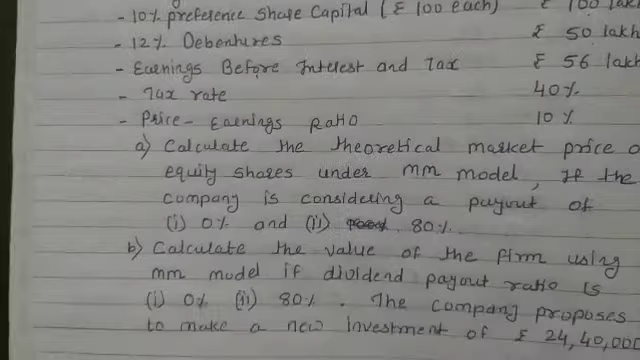 - 10% preference Share Capital (₹ 100 each) ₹ 100 lakh
- 12% Debentures ₹ 50 lakh
- Earnings Before Interest and Tax ₹ 56 lakh
- Tax rate 40%
- Price - Earnings Ratio 10%
a) Calculate the theoretical market price o
equity shares under mm model, If the
company is considering a payout of
(i) 0% and (ii) 80%.
b) Calculate the value of the firm using
mm model if dividend payout ratio is
(i) 0% (ii) 80%. The company proposes
to make a new investment of ₹ 24,40,000